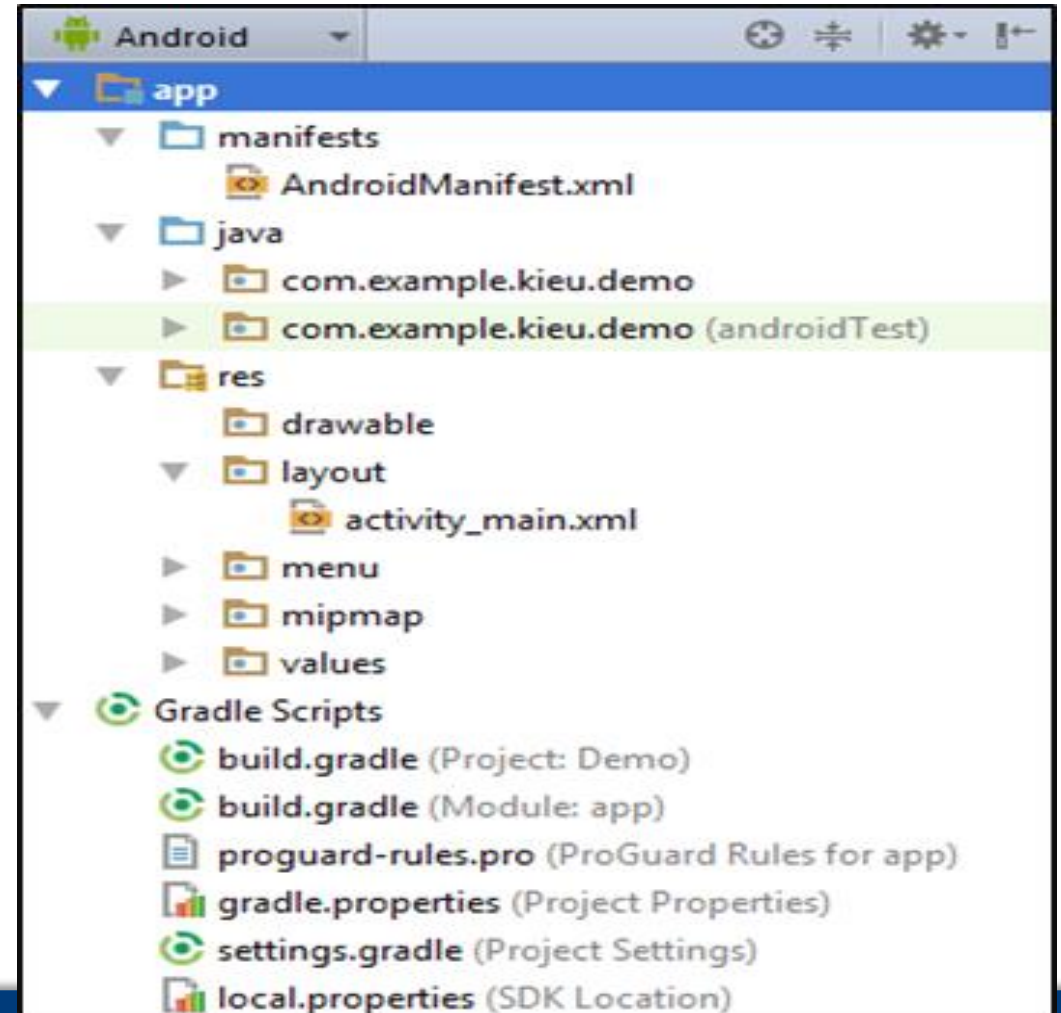 Android
app
manifests
AndroidManifest.xml
java
com.example.kieu.demo
com.example.kieu.demo (androidTest)
res
drawable
layout
activity_main.xml
menu
mipmap
values
Gradle Scripts
build.gradle (Project: Demo)
build.gradle (Module: app)
proguard-rules.pro (ProGuard Rules for app)
gradle.properties (Project Properties)
settings.gradle (Project Settings)
local.properties (SDK Location)